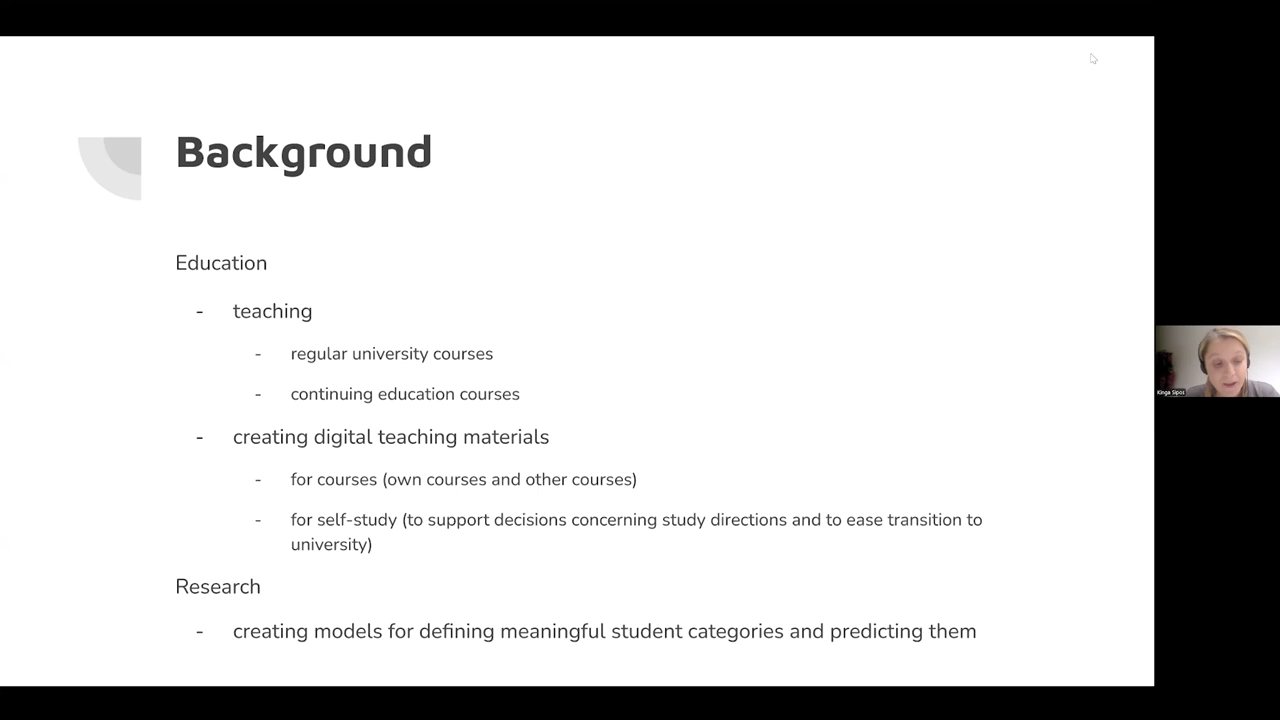 Background
Education
- teaching
- regular university courses
- continuing education courses
- creating digital teaching materials
- for courses (own courses and other courses)
- for self-study (to support decisions concerning study directions and to ease transition to
university)
Research
- creating models for defining meaningful student categories and predicting them
Kinga Sipos